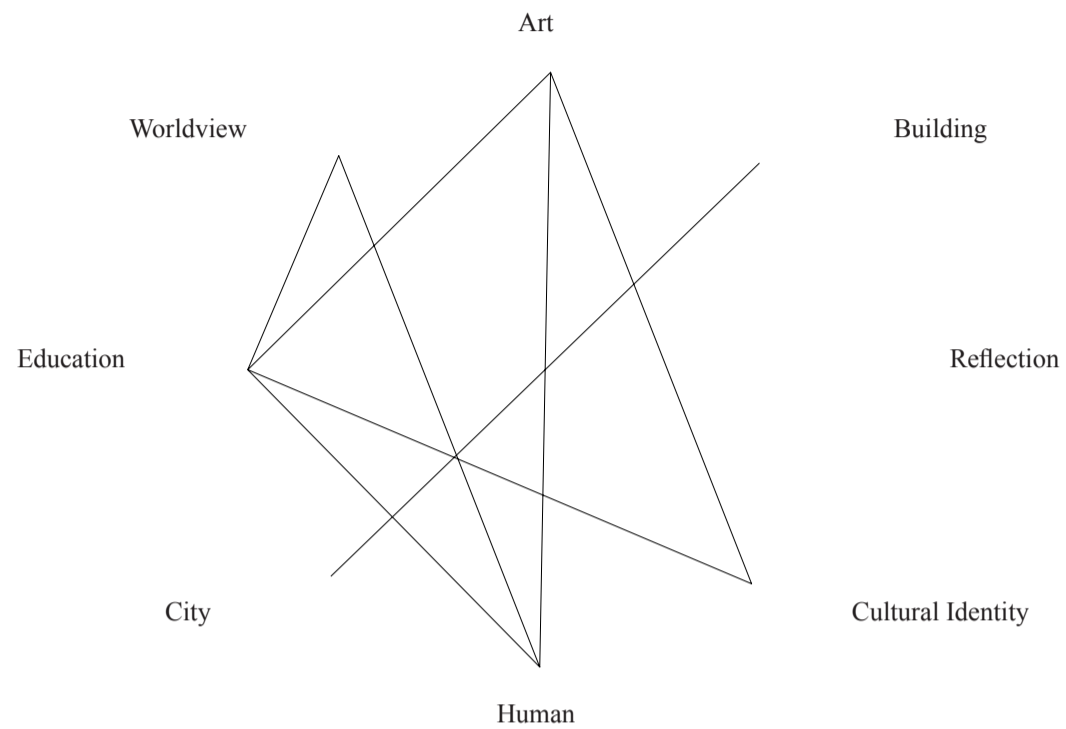 Art
Worldview
Building
Education
Reflection
City
Cultural Identity
Human